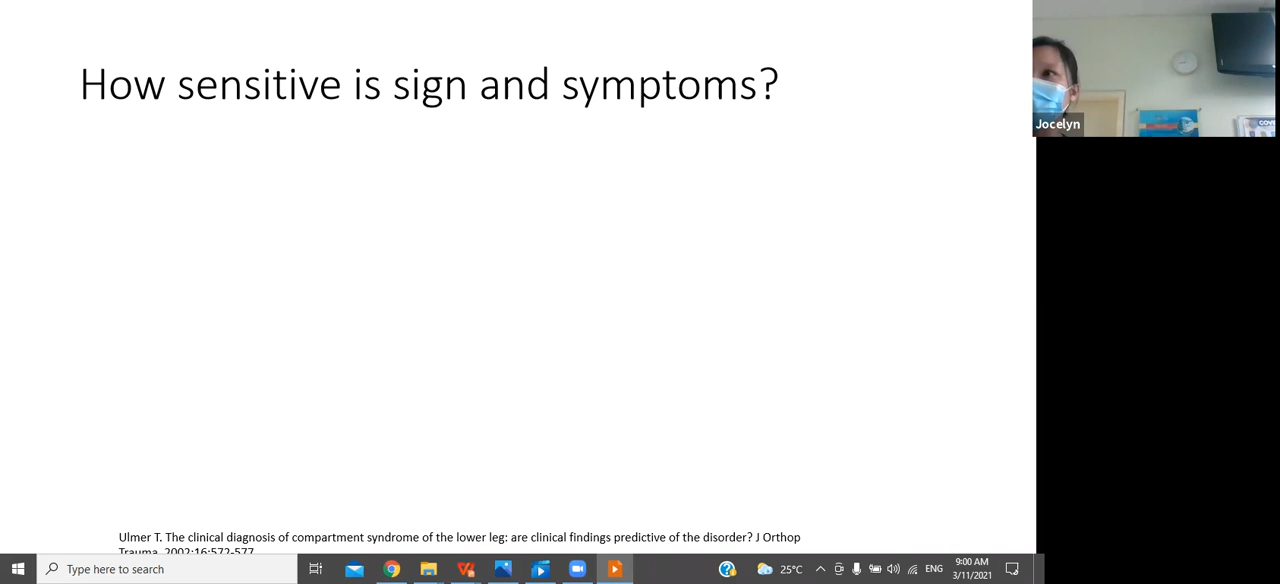 How sensitive is sign and symptoms?
Jocelyn
Ulmer T. The clinical diagnosis of compartment syndrome of the lower leg: are clinical findings predictive of the disorder? J Orthop
Trauma. 2002;16:572-577
Type here to search
25°C
ENG
9:00 AM
3/11/2021